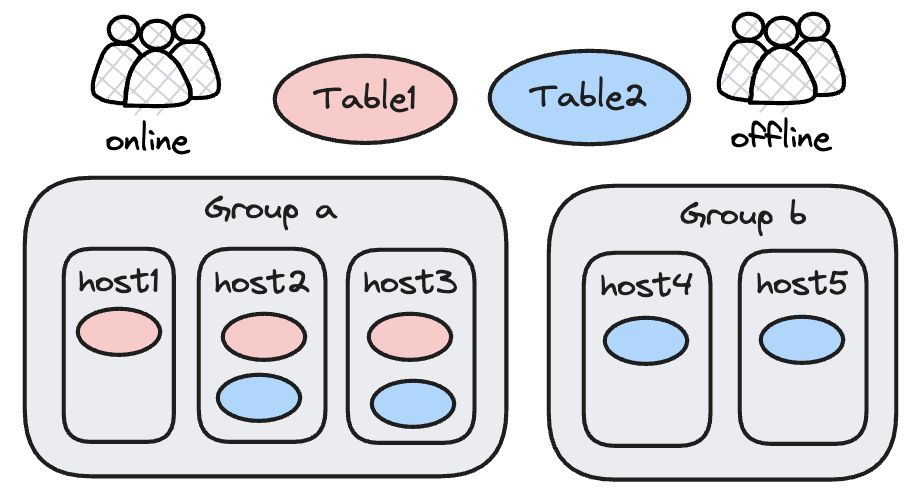 Table1
Table2
online
offline
Group a
Group b
host1
host2
host3
host4
host5